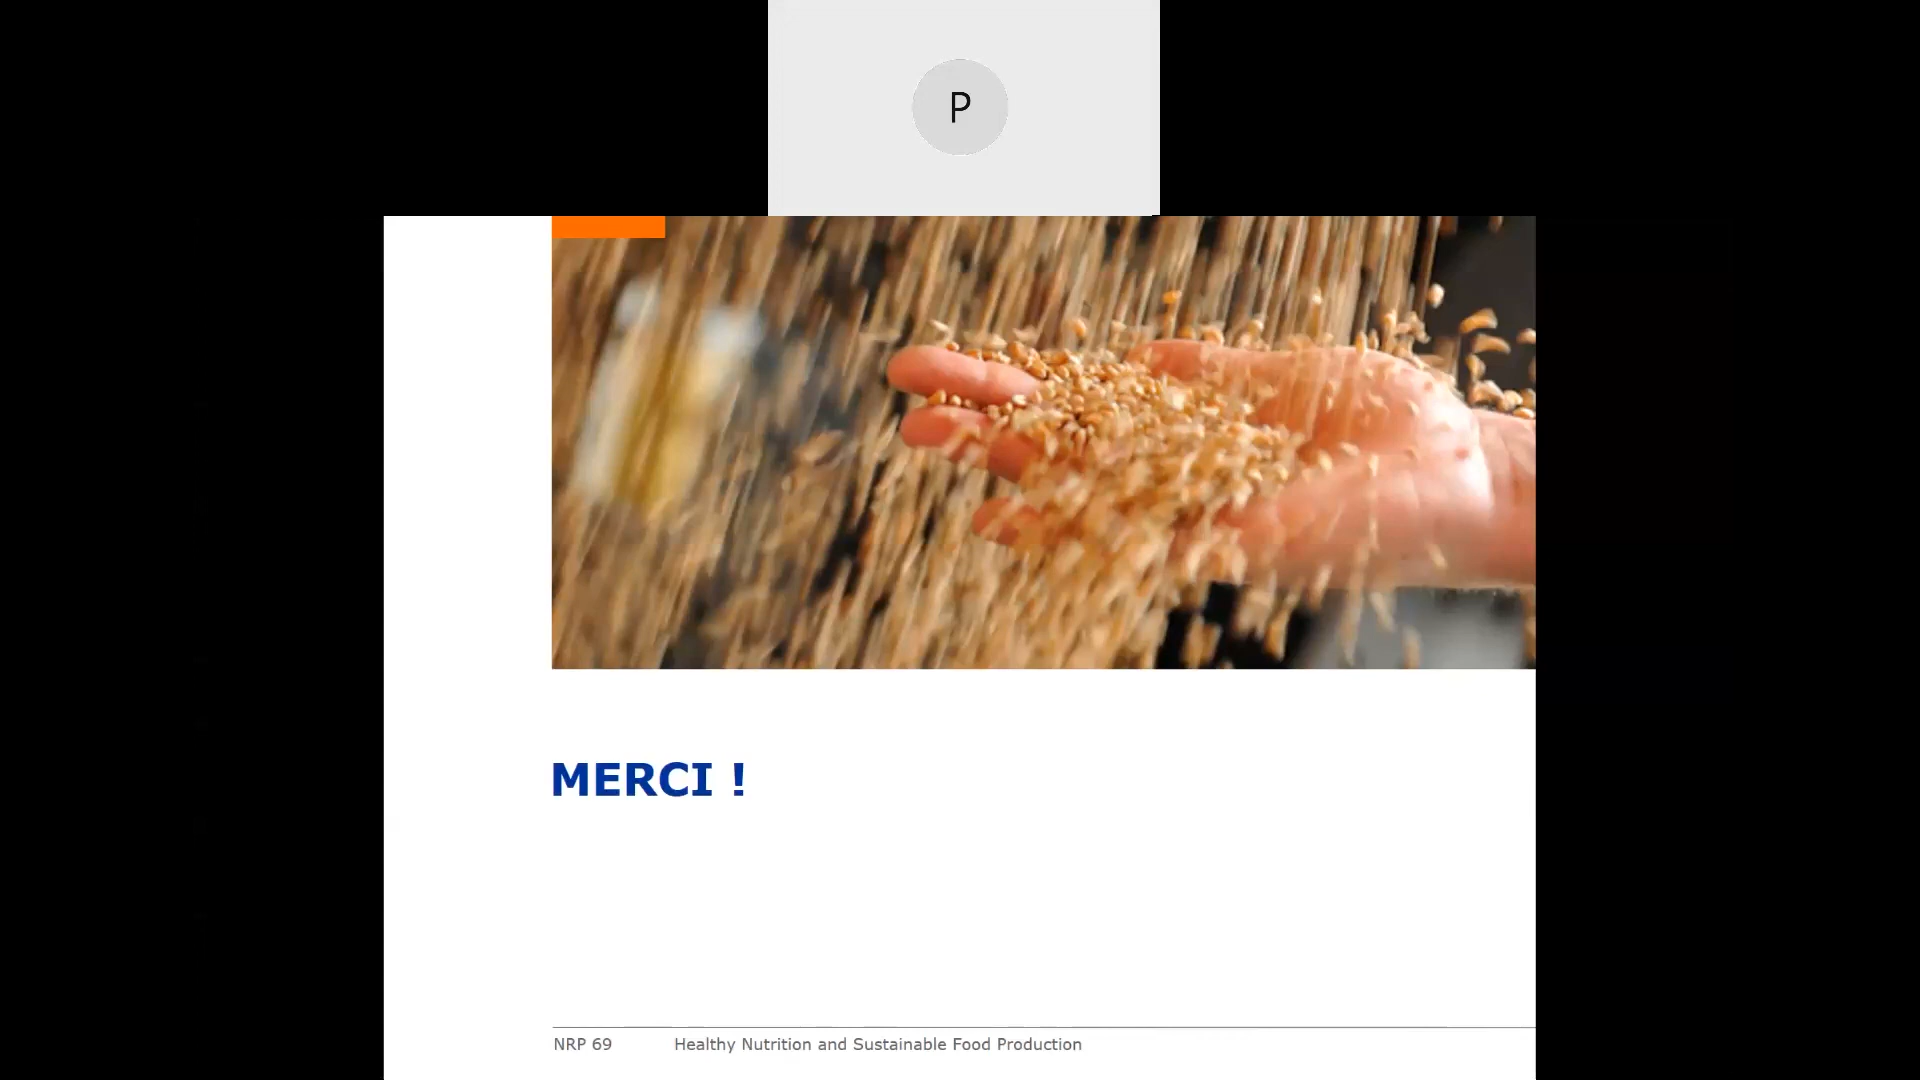 P
MERCI !
NRP 69 Healthy Nutrition and Sustainable Food Production